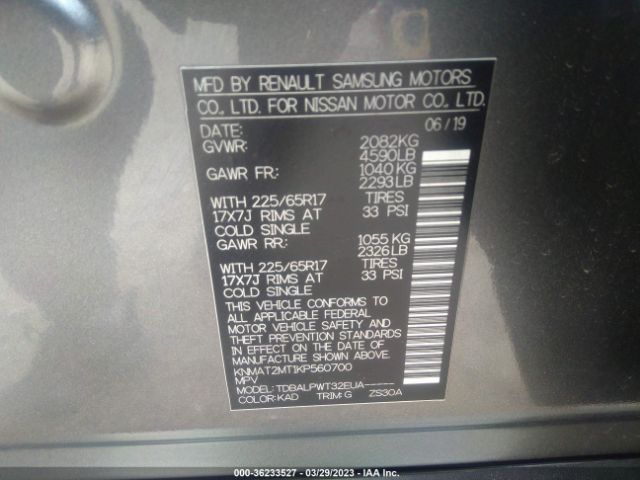 MFD BY RENAULT SAMSUNG MOTORS
CO., LTD. FOR NISSAN MOTOR CO., LTD.
DATE: 06/19
GVWR: 2082KG
4590LB
GAWR FR: 1040 KG
2293LB
WITH 225/65R17 TIRES
17X7J RIMS AT 33 PSI
COLD SINGLE
GAWR RR: 1055 KG
2326LB
WITH 225/65R17 TIRES
17X7J RIMS AT 33 PSI
COLD SINGLE
THIS VEHICLE CONFORMS TO
ALL APPLICABLE FEDERAL
MOTOR VEHICLE SAFETY AND
THEFT PREVENTION STANDARDS
IN EFFECT ON THE DATE OF
MANUFACTURE SHOWN ABOVE.
KNMAT2MT1KP560700
MPV
MODEL: TDBALPWT32EUA-----
COLOR: KAD TRIM: G ZS30A
000-36233527 | 03/29/2023 | IAA Inc.